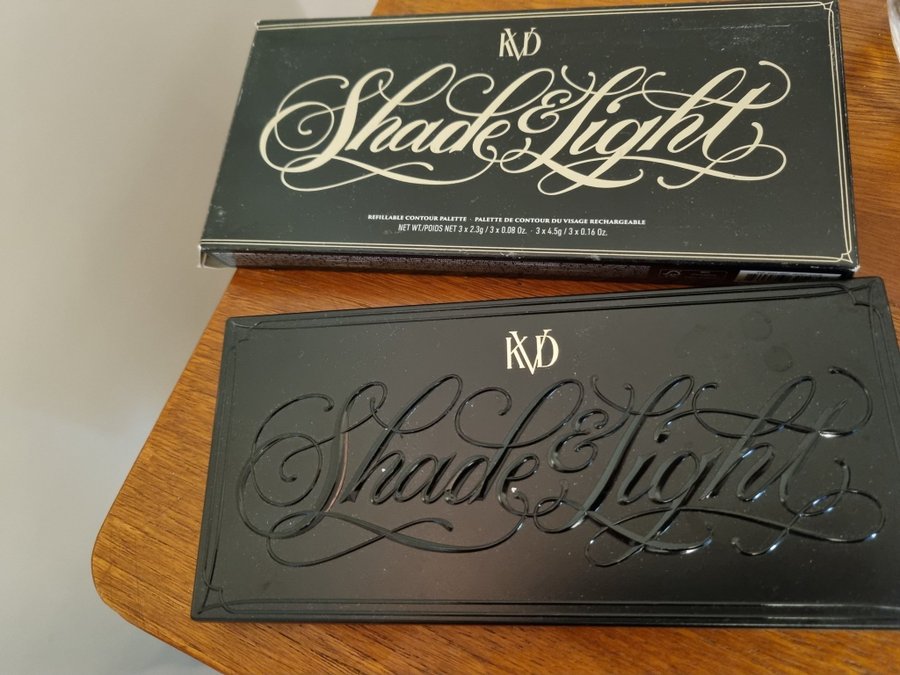 KVD
Shade & Light
REFILLABLE CONTOUR PALETTE · PALETTE DE CONTOUR DU VISAGE RECHARGEABLE
NET WT./POIDS NET 3 x 2.3g / 3 x 0.08 Oz. · 3 x 4.5g / 3 x 0.16 Oz.
KVD
Shade & Light